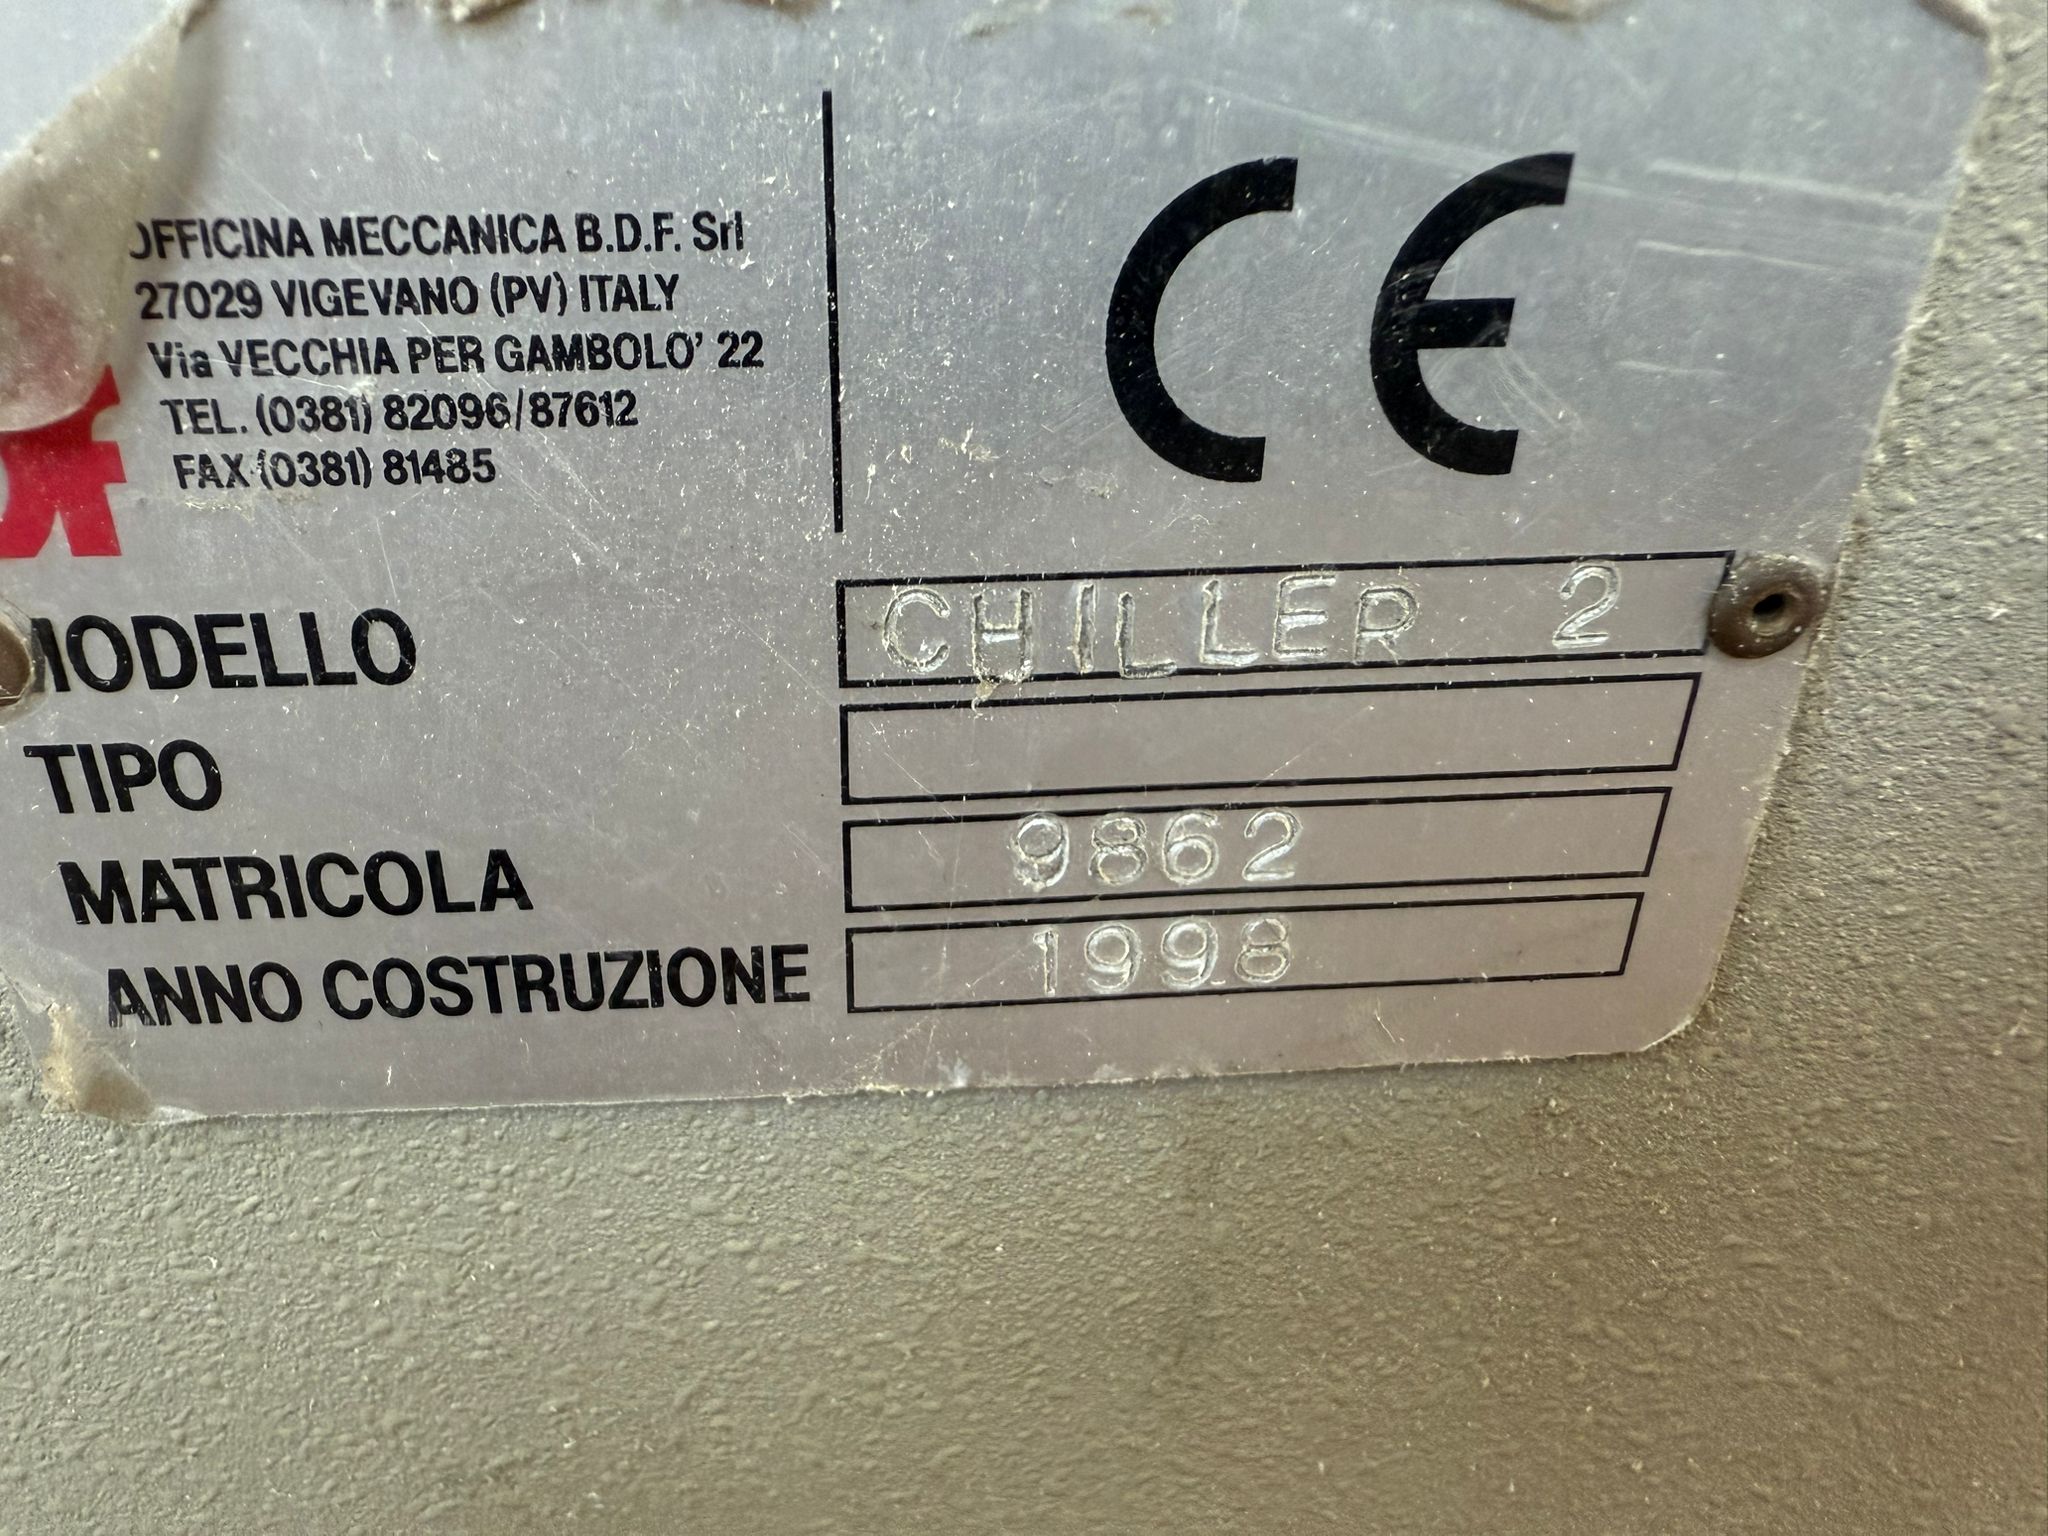 OFFICINA MECCANICA B.D.F. Srl
27029 VIGEVANO (PV) ITALY
Via VECCHIA PER GAMBOLO' 22
TEL. (0381) 82096/87612
FAX (0381) 81485
CE
MODELLO CHILLER 2
TIPO
MATRICOLA 9862
ANNO COSTRUZIONE 1998